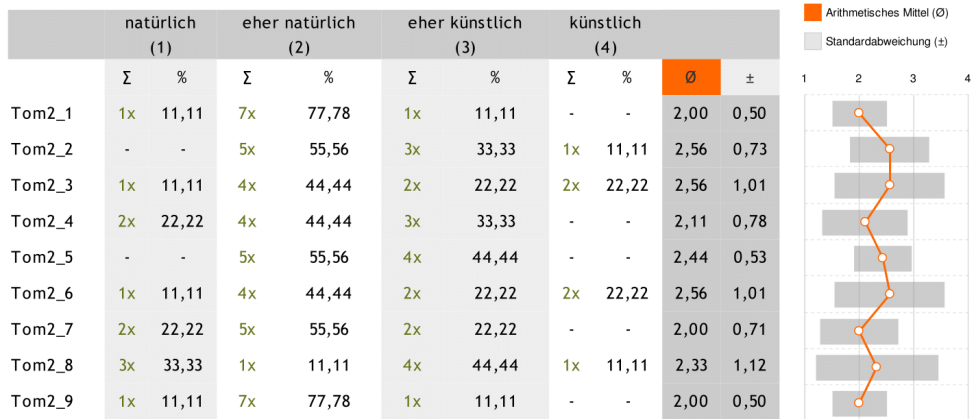 natürlich eher natürlich eher künstlich künstlich
(1) (2) (3) (4)
Σ % Σ % Σ % Σ % Ø ±
Tom2_1 1x 11,11 7x 77,78 1x 11,11 - - 2,00 0,50
Tom2_2 - - 5x 55,56 3x 33,33 1x 11,11 2,56 0,73
Tom2_3 1x 11,11 4x 44,44 2x 22,22 2x 22,22 2,56 1,01
Tom2_4 2x 22,22 4x 44,44 3x 33,33 - - 2,11 0,78
Tom2_5 - - 5x 55,56 4x 44,44 - - 2,44 0,53
Tom2_6 1x 11,11 4x 44,44 2x 22,22 2x 22,22 2,56 1,01
Tom2_7 2x 22,22 5x 55,56 2x 22,22 - - 2,00 0,71
Tom2_8 3x 33,33 1x 11,11 4x 44,44 1x 11,11 2,33 1,12
Tom2_9 1x 11,11 7x 77,78 1x 11,11 - - 2,00 0,50
Arithmetisches Mittel (Ø)
Standardabweichung (±)
1 2 3 4